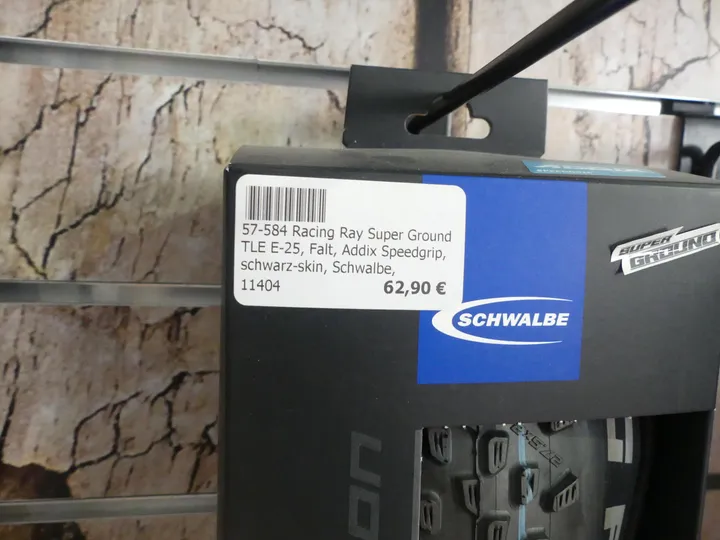 57-584 Racing Ray Super Ground
TLE E-25, Falt, Addix Speedgrip,
schwarz-skin, Schwalbe,
11404 62,90 €
SUPER
GROUND
SCHWALBE